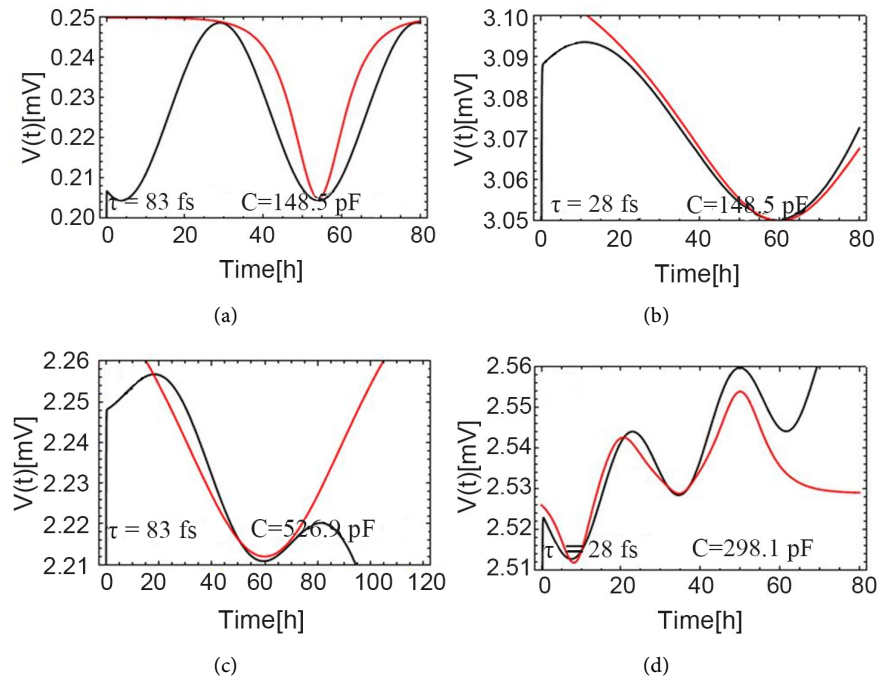 0.25
0.24
0.23
0.22
0.21
0.20
V(t)[mV]
τ = 83 fs C=148.5 pF
0 20 40 60 80
Time[h]
(a)
3.10
3.09
3.08
3.07
3.06
3.05
V(t)[mV]
τ = 28 fs C=148.5 pF
0 20 40 60 80
Time[h]
(b)
2.26
2.25
2.24
2.23
2.22
2.21
V(t)[mV]
τ = 83 fs C=526.9 pF
0 20 40 60 80 100 120
Time[h]
(c)
2.56
2.55
2.54
2.53
2.52
2.51
V(t)[mV]
τ = 28 fs C=298.1 pF
0 20 40 60 80
Time[h]
(d)